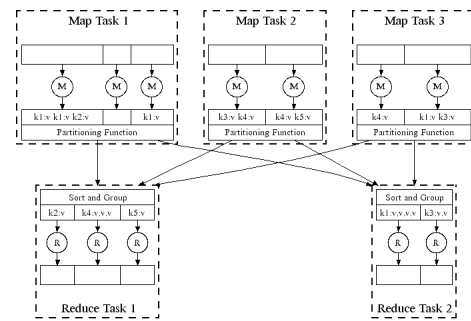 Map Task 1
Map Task 2
Map Task 3
M M M
M M
M M
k1:v k1:v k2:v
k1:v
k3:v k4:v
k4:v k5:v
k4:v
k1:v k3:v
Partitioning Function
Partitioning Function
Partitioning Function
Sort and Group
Sort and Group
k2:v
k4:v,v,v
k5:v
k1:v,v,v,v
k3:v
R R R
R R
Reduce Task 1
Reduce Task 2